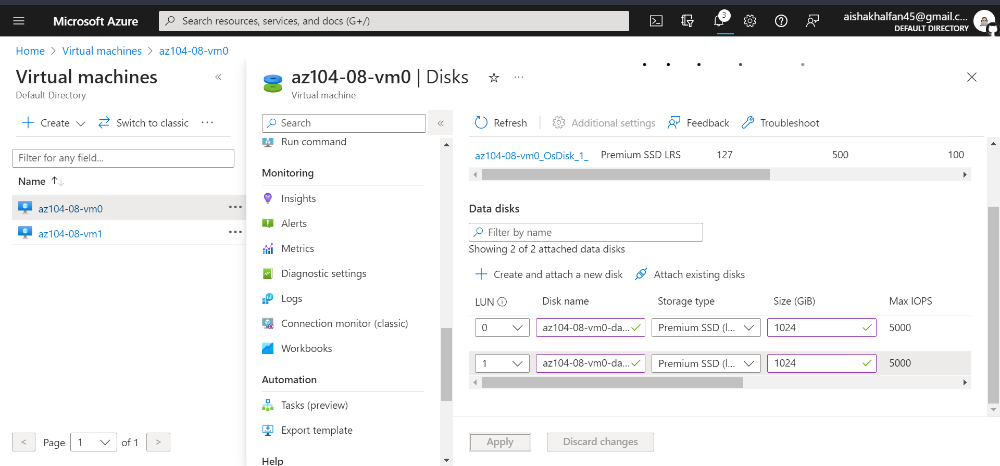 Microsoft Azure
Search resources, services, and docs (G+/)
3
aishakhalfan45@gmail.c...
DEFAULT DIRECTORY
Home > Virtual machines > az104-08-vm0
Virtual machines
Default Directory
Create
Switch to classic
Filter for any field...
Name
az104-08-vm0
az104-08-vm1
< Page 1 of 1 >
az104-08-vm0 | Disks
Virtual machine
Search
Run command
Monitoring
Insights
Alerts
Metrics
Diagnostic settings
Logs
Connection monitor (classic)
Workbooks
Automation
Tasks (preview)
Export template
Help
Refresh
Additional settings
Feedback
Troubleshoot
az104-08-vm0_OsDisk_1_ Premium SSD LRS 127 500 100
Data disks
Filter by name
Showing 2 of 2 attached data disks
Create and attach a new disk
Attach existing disks
LUN Disk name Storage type Size (GiB) Max IOPS
0 az104-08-vm0-da... Premium SSD (l... 1024 5000
1 az104-08-vm0-da... Premium SSD (l... 1024 5000
Apply
Discard changes